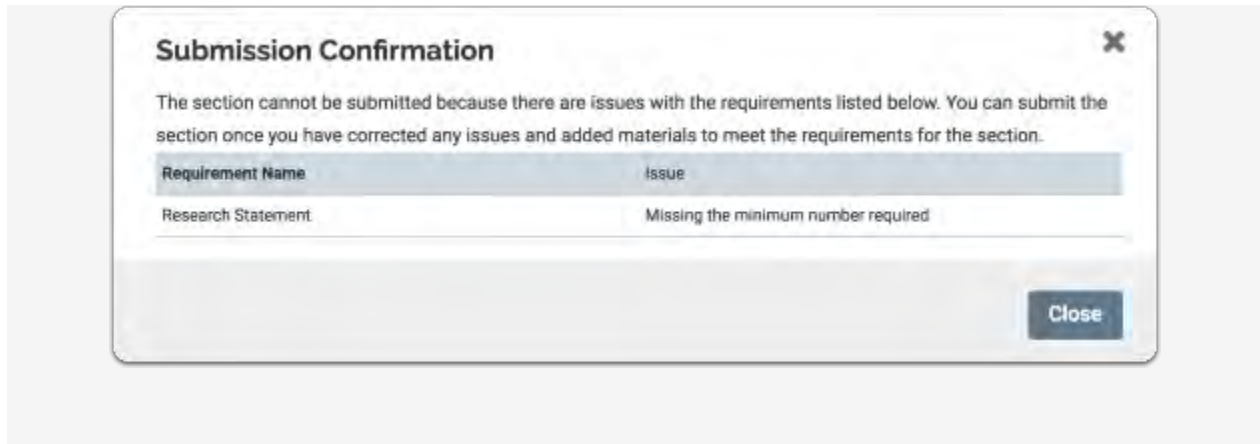 Submission Confirmation
The section cannot be submitted because there are issues with the requirements listed below. You can submit the
section once you have corrected any issues and added materials to meet the requirements for the section.
Requirement Name Issue
Research Statement Missing the minimum number required
Close